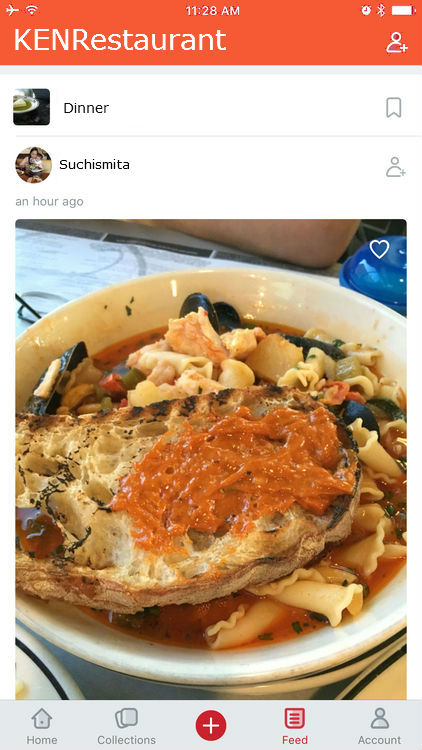 11:28 AM
KENRestaurant
Dinner
Suchismita
an hour ago
Home
Collections
Feed
Account